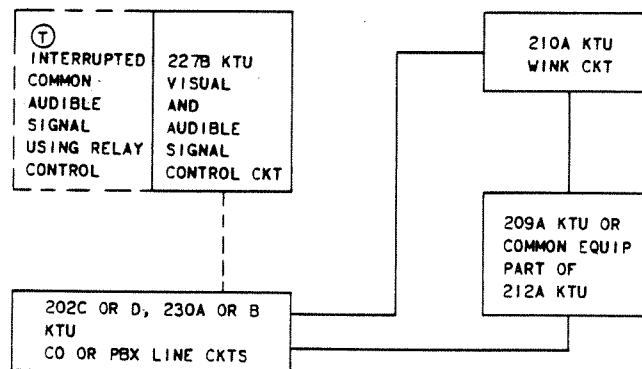 T
INTERRUPTED
COMMON
AUDIBLE
SIGNAL
USING RELAY
CONTROL
227B KTU
VISUAL
AND
AUDIBLE
SIGNAL
CONTROL CKT
210A KTU
WINK CKT
209A KTU OR
COMMON EQUIP
PART OF
212A KTU
202C OR D, 230A OR B
KTU
CO OR PBX LINE CKTS